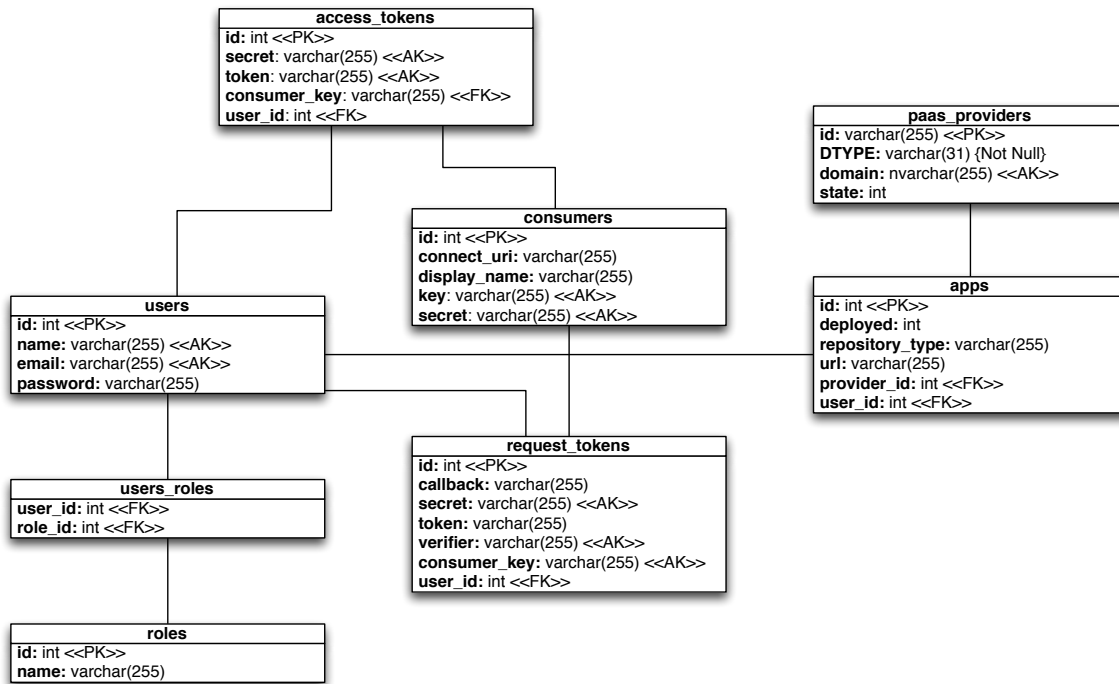 access_tokens
id: int <<PK>>
secret: varchar(255) <<AK>>
token: varchar(255) <<AK>>
consumer_key: varchar(255) <<FK>>
user_id: int <<FK>
paas_providers
id: varchar(255) <<PK>>
DTYPE: varchar(31) {Not Null}
domain: nvarchar(255) <<AK>>
state: int
consumers
id: int <<PK>>
connect_uri: varchar(255)
display_name: varchar(255)
key: varchar(255) <<AK>>
secret: varchar(255) <<AK>>
apps
id: int <<PK>>
deployed: int
repository_type: varchar(255)
url: varchar(255)
provider_id: int <<FK>>
user_id: int <<FK>>
users
id: int <<PK>>
name: varchar(255) <<AK>>
email: varchar(255) <<AK>>
password: varchar(255)
request_tokens
id: int <<PK>>
callback: varchar(255)
secret: varchar(255) <<AK>>
token: varchar(255)
verifier: varchar(255) <<AK>>
consumer_key: varchar(255) <<AK>>
user_id: int <<FK>>
users_roles
user_id: int <<FK>>
role_id: int <<FK>>
roles
id: int <<PK>>
name: varchar(255)